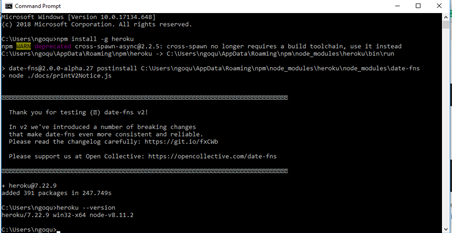 Command Prompt
Microsoft Windows [Version 10.0.17134.648]
(c) 2018 Microsoft Corporation. All rights reserved.
C:\Users\ngoqu>npm install -g heroku
npm WARN deprecated cross-spawn-async@2.2.5: cross-spawn no longer requires a build toolchain, use it instead
C:\Users\ngoqu\AppData\Roaming\npm\heroku -> C:\Users\ngoqu\AppData\Roaming\npm\node_modules\heroku\bin\run
> date-fns@2.0.0-alpha.27 postinstall C:\Users\ngoqu\AppData\Roaming\npm\node_modules\heroku\node_modules\date-fns
> node ./docs/printV2Notice.js
Thank you for testing date-fns v2!
In v2 we've introduced a number of breaking changes
that make date-fns even more consistent and reliable.
Please read the changelog carefully: https://git.io/fxCWb
Please support us at Open Collective: https://opencollective.com/date-fns
+ heroku@7.22.9
added 391 packages in 247.749s
C:\Users\ngoqu>heroku --version
heroku/7.22.9 win32-x64 node-v8.11.2
C:\Users\ngoqu>